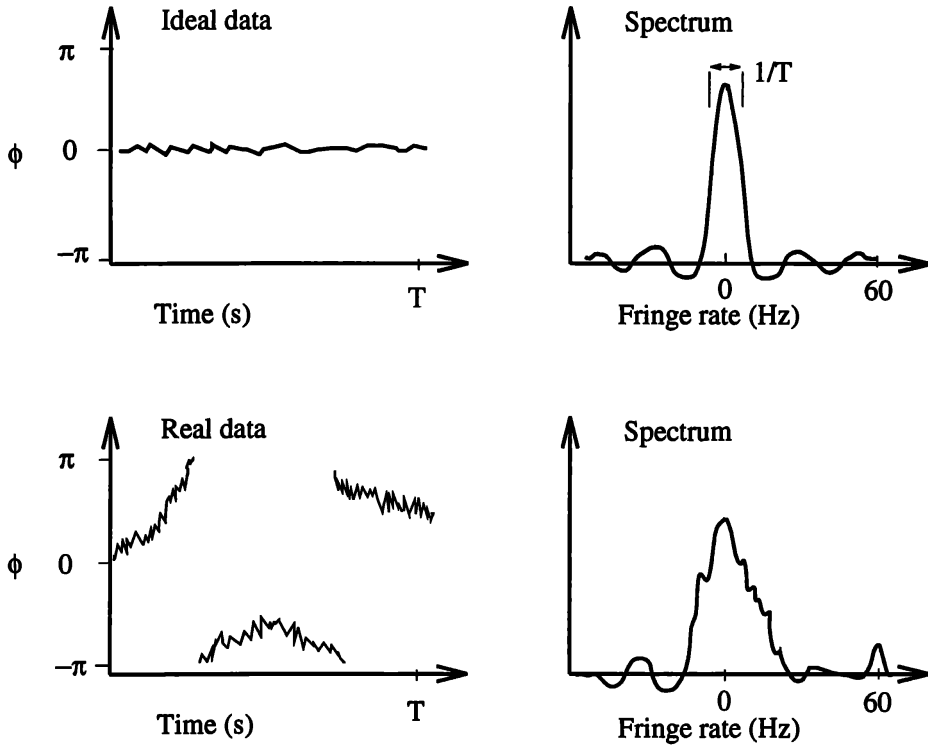 Ideal data
π
ϕ 0
−π
T
Time (s)
Spectrum
1/T
0 60
Fringe rate (Hz)
Real data
π
ϕ 0
−π
T
Time (s)
Spectrum
0 60
Fringe rate (Hz)